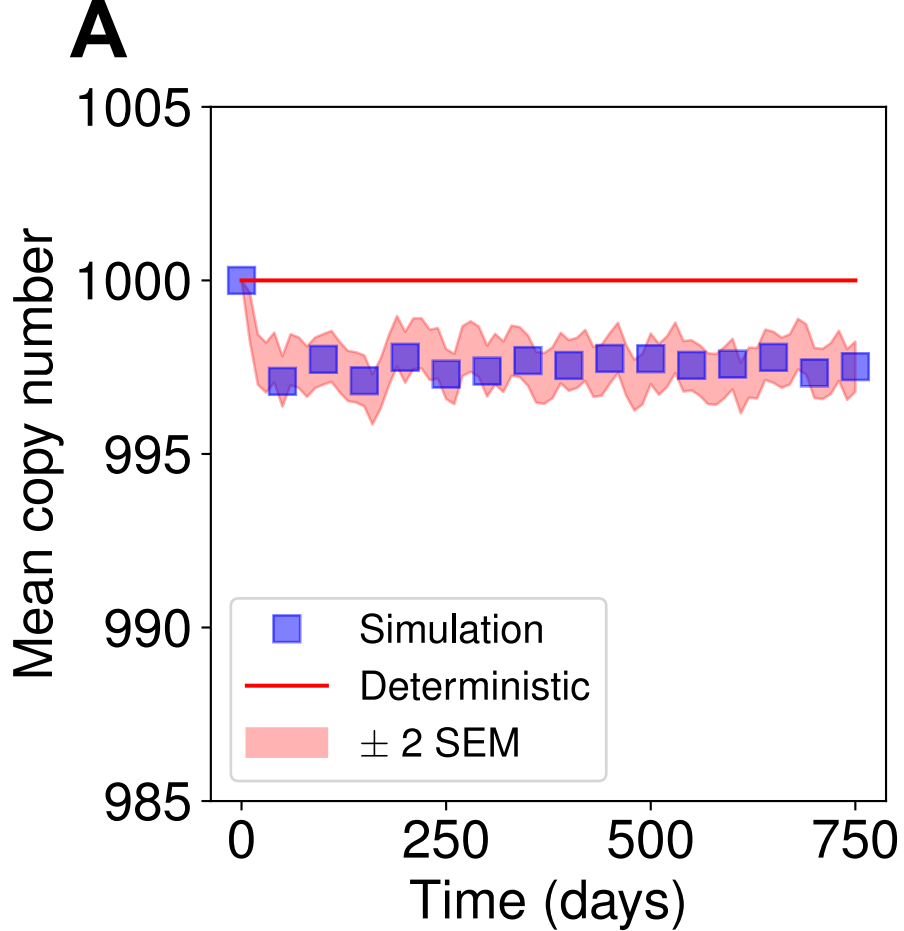 A
Mean copy number
1005
1000
995
990
985
Simulation
Deterministic
± 2 SEM
0 250 500 750
Time (days)